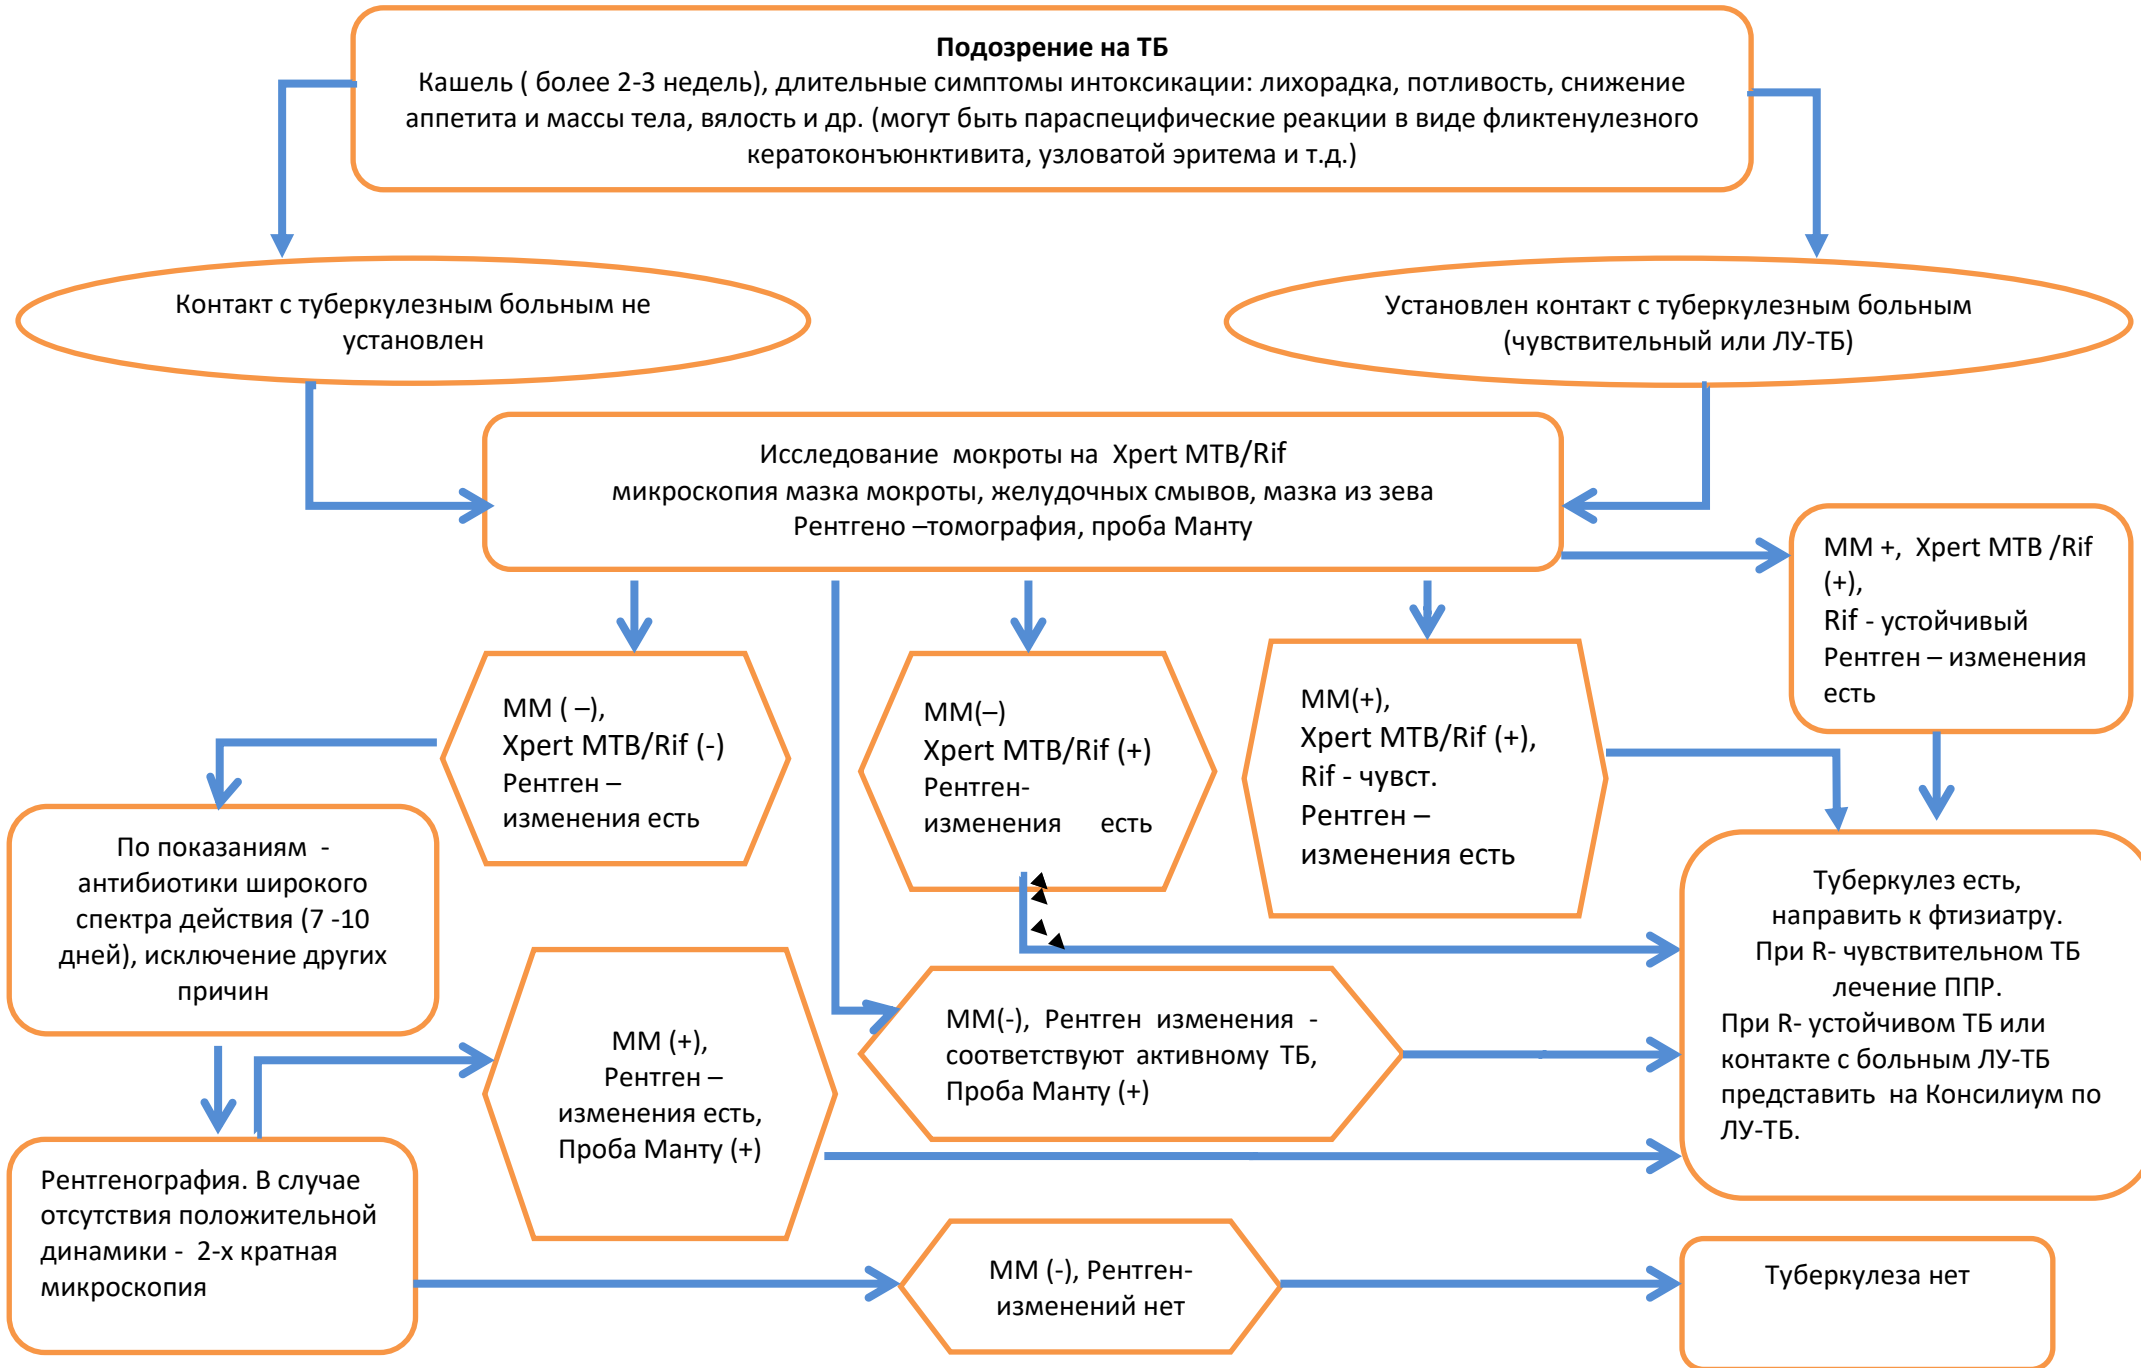 Подозрение на ТБ
Кашель ( более 2-3 недель), длительные симптомы интоксикации: лихорадка, потливость, снижение
аппетита и массы тела, вялость и др. (могут быть параспецифические реакции в виде фликтенулезного
кератоконъюнктивита, узловатой эритема и т.д.)
Контакт с туберкулезным больным не
установлен
Установлен контакт с туберкулезным больным
(чувствительный или ЛУ-ТБ)
Исследование мокроты на Xpert MTB/Rif
микроскопия мазка мокроты, желудочных смывов, мазка из зева
Рентгено –томография, проба Манту
ММ +, Xpert MTB /Rif
(+),
Rif - устойчивый
Рентген – изменения
есть
ММ ( –),
Xpert MTB/Rif (-)
Рентген –
изменения есть
ММ(–)
Xpert MTB/Rif (+)
Рентген-
изменения есть
ММ(+),
Xpert MTB/Rif (+),
Rif - чувст.
Рентген –
изменения есть
По показаниям -
антибиотики широкого
спектра действия (7 -10
дней), исключение других
причин
Туберкулез есть,
направить к фтизиатру.
При R- чувствительном ТБ
лечение ППР.
При R- устойчивом ТБ или
контакте с больным ЛУ-ТБ
представить на Консилиум по
ЛУ-ТБ.
ММ (+),
Рентген –
изменения есть,
Проба Манту (+)
ММ(-), Рентген изменения -
соответствуют активному ТБ,
Проба Манту (+)
Рентгенография. В случае
отсутствия положительной
динамики - 2-х кратная
микроскопия
ММ (-), Рентген-
изменений нет
Туберкулеза нет